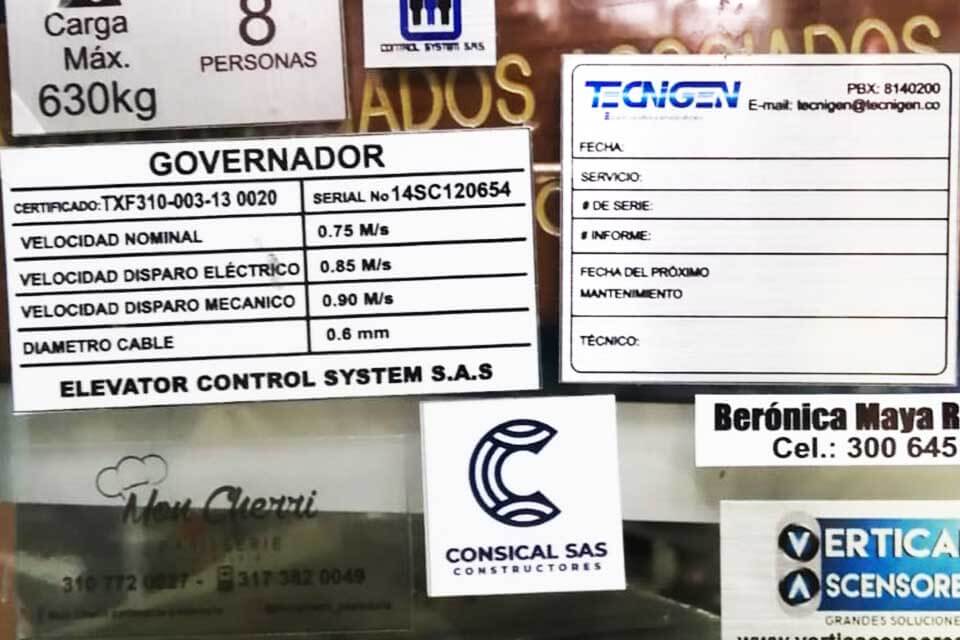 Carga
Máx.
630kg
8
PERSONAS
CONTROL SYSTEM SAS
ASOCIADOS
ADOS
GOVERNADOR
CERTIFICADO: TXF310-003-13 0020
SERIAL No 14SC120654
VELOCIDAD NOMINAL 0.75 M/s
VELOCIDAD DISPARO ELÉCTRICO 0.85 M/s
VELOCIDAD DISPARO MECANICO 0.90 M/s
DIAMETRO CABLE 0.6 mm
ELEVATOR CONTROL SYSTEM S.A.S
TECNIGEN
PBX: 8140200
E-mail: tecnigen@tecnigen.co
FECHA:
SERVICIO:
# DE SERIE:
# INFORME:
FECHA DEL PRÓXIMO
MANTENIMIENTO
TÉCNICO:
Berónica Maya R
Cel.: 300 645
Mon Cherri
310 772 0027 - 317 382 0049
CONSICAL SAS
CONSTRUCTORES
VERTICA
ASCENSORE
GRANDES SOLUCIONE